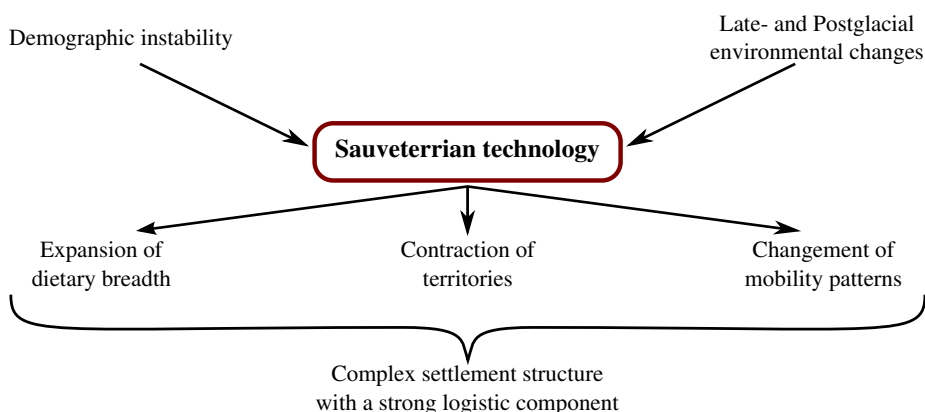 Demographic instability
Late- and Postglacial
environmental changes
Sauveterrian technology
Expansion of
dietary breadth
Contraction of
territories
Changement of
mobility patterns
Complex settlement structure
with a strong logistic component